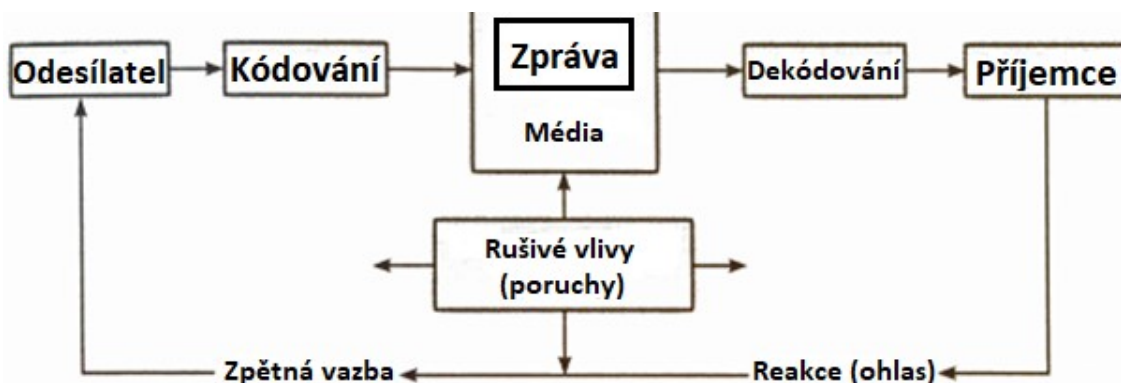 Odesílatel
Kódování
Zpráva
Média
Dekódování
Příjemce
Rušivé vlivy
(poruchy)
Zpětná vazba
Reakce (ohlas)